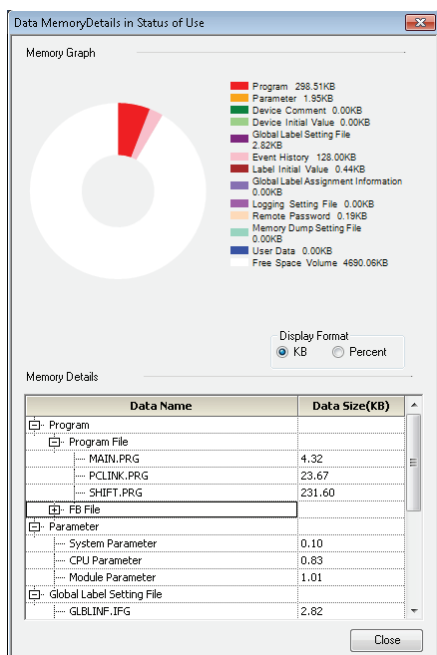 Data MemoryDetails in Status of Use
Memory Graph
Program 298.51KB
Parameter 1.95KB
Device Comment 0.00KB
Device Initial Value 0.00KB
Global Label Setting File
2.82KB
Event History 128.00KB
Label Initial Value 0.44KB
Global Label Assignment Information
0.00KB
Logging Setting File 0.00KB
Remote Password 0.19KB
Memory Dump Setting File
0.00KB
User Data 0.00KB
Free Space Volume 4690.06KB
Display Format
KB Percent
Memory Details
Data Name Data Size(KB)
Program
Program File
MAIN.PRG 4.32
PCLINK.PRG 23.67
SHIFT.PRG 231.60
FB File
Parameter
System Parameter 0.10
CPU Parameter 0.83
Module Parameter 1.01
Global Label Setting File
GLBLINF.IFG 2.82
Close